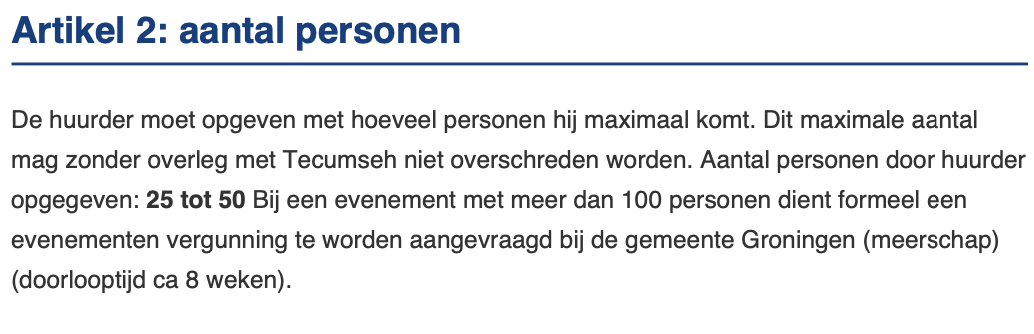 Artikel 2: aantal personen
De huurder moet opgeven met hoeveel personen hij maximaal komt. Dit maximale aantal
mag zonder overleg met Tecumseh niet overschreden worden. Aantal personen door huurder
opgegeven: 25 tot 50 Bij een evenement met meer dan 100 personen dient formeel een
evenementen vergunning te worden aangevraagd bij de gemeente Groningen (meerschap)
(doorlooptijd ca 8 weken).